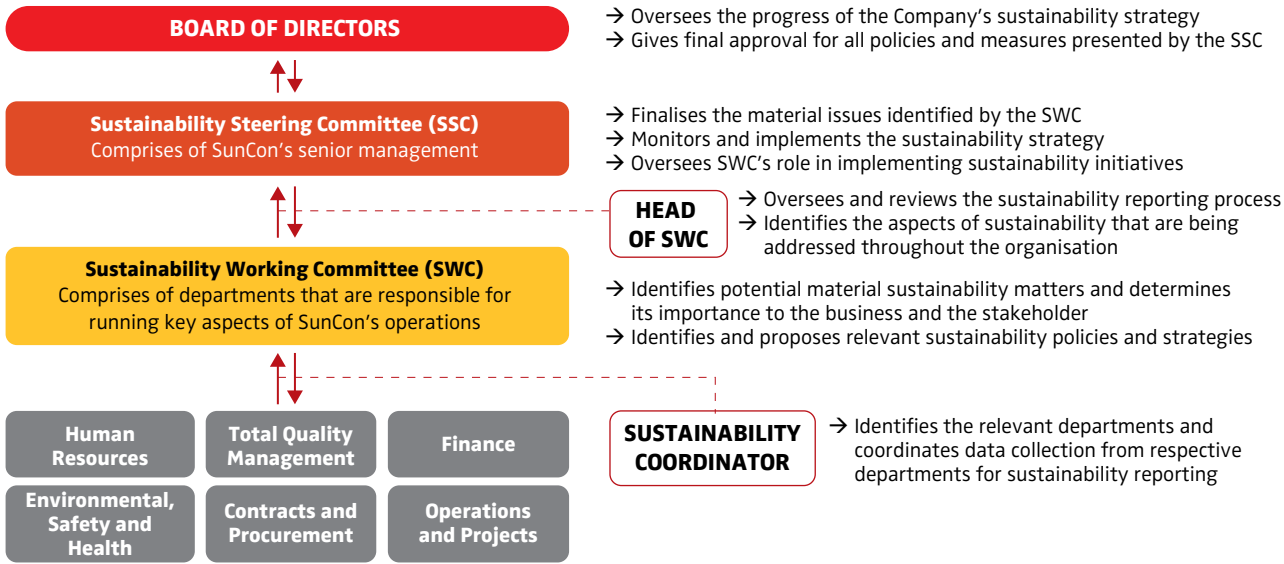 BOARD OF DIRECTORS
→ Oversees the progress of the Company's sustainability strategy
→ Gives final approval for all policies and measures presented by the SSC
Sustainability Steering Committee (SSC)
Comprises of SunCon's senior management
→ Finalises the material issues identified by the SWC
→ Monitors and implements the sustainability strategy
→ Oversees SWC's role in implementing sustainability initiatives
HEAD
OF SWC
→ Oversees and reviews the sustainability reporting process
→ Identifies the aspects of sustainability that are being
addressed throughout the organisation
Sustainability Working Committee (SWC)
Comprises of departments that are responsible for
running key aspects of SunCon's operations
→ Identifies potential material sustainability matters and determines
its importance to the business and the stakeholder
→ Identifies and proposes relevant sustainability policies and strategies
SUSTAINABILITY
COORDINATOR
→ Identifies the relevant departments and
coordinates data collection from respective
departments for sustainability reporting
Human
Resources
Total Quality
Management
Finance
Environmental,
Safety and
Health
Contracts and
Procurement
Operations
and Projects